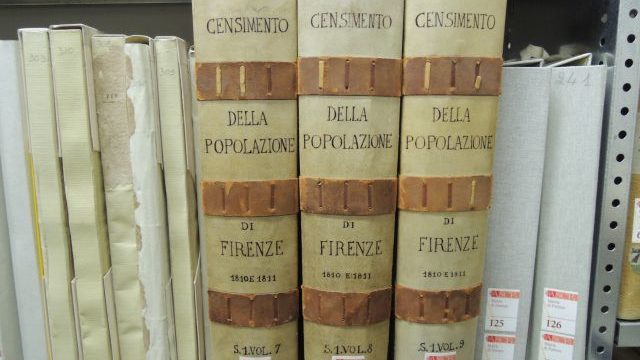 CENSIMENTO
DELLA
POPOLAZIONE
DI
FIRENZE
1810 E 1811
S.1.VOL.7
CENSIMENTO
DELLA
POPOLAZIONE
DI
FIRENZE
1810 E 1811
S.1.VOL.8
CENSIMENTO
DELLA
POPOLAZIONE
DI
FIRENZE
1810 E 1811
S.1.VOL.9
125
241
126